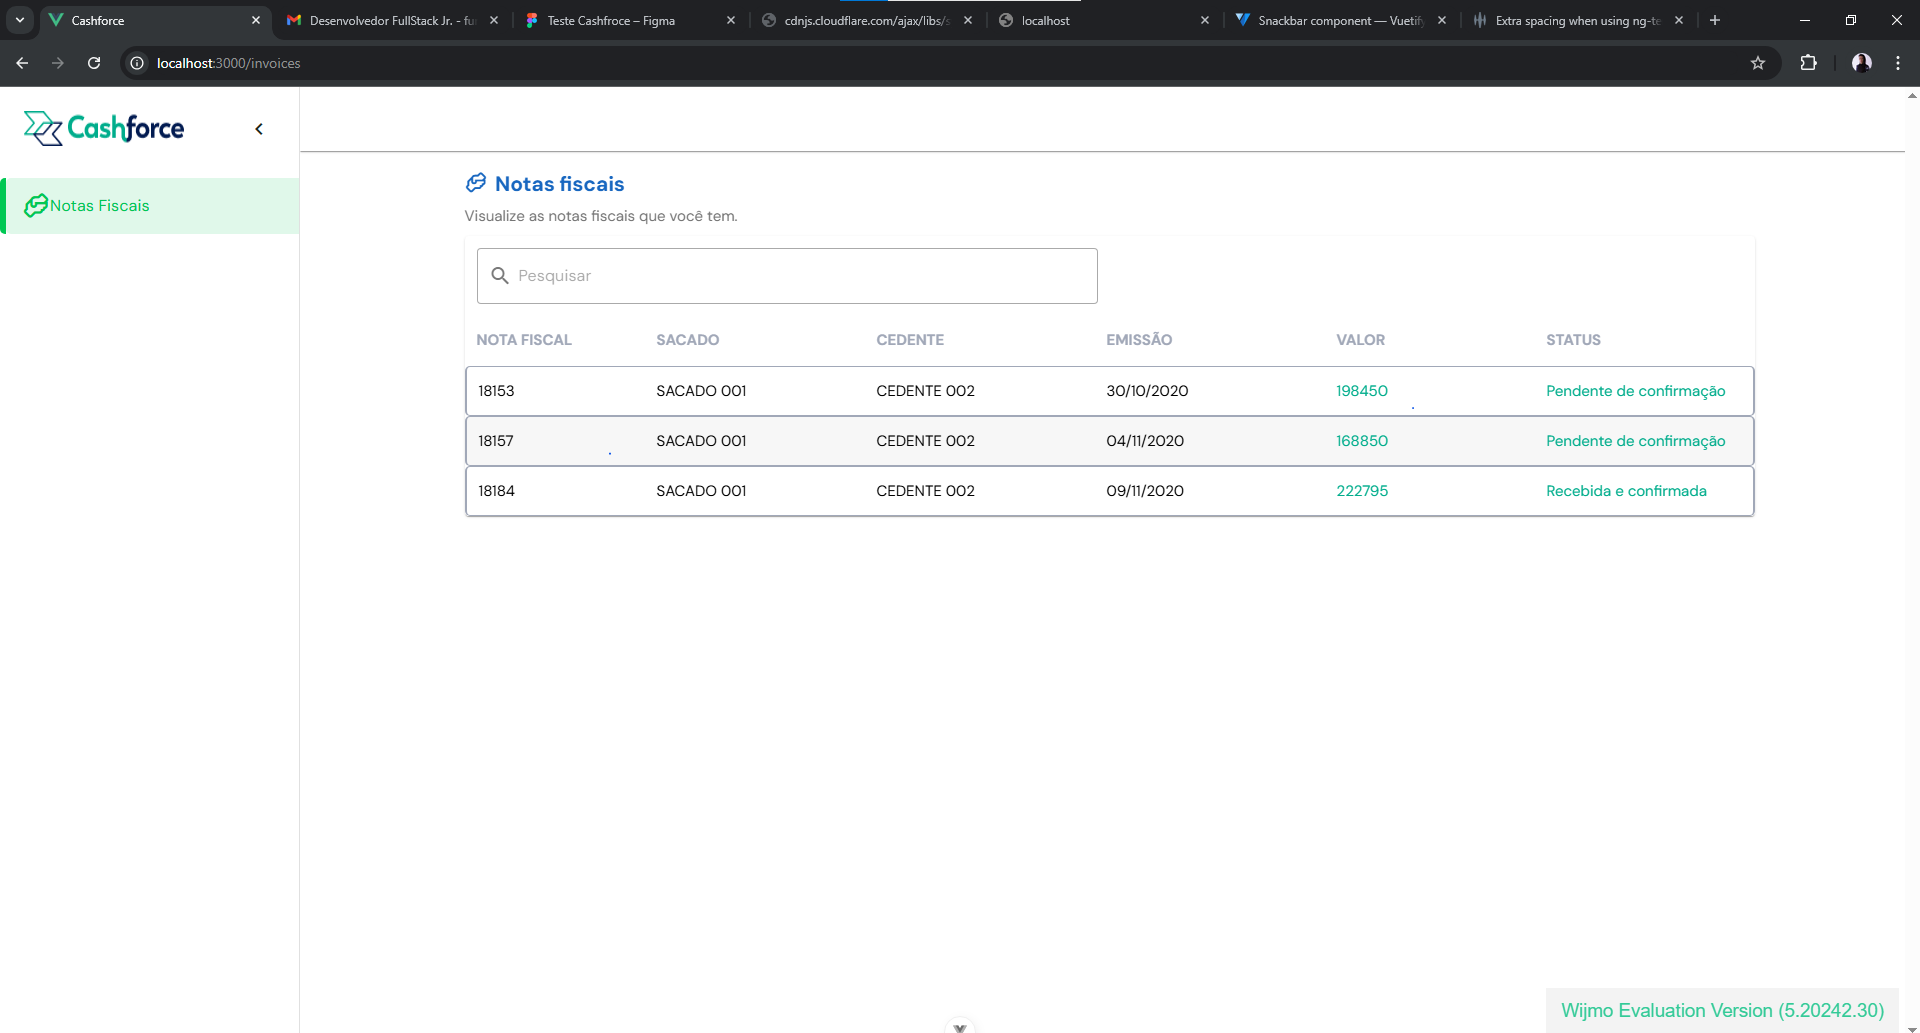 Cashforce
Desenvolvedor FullStack Jr. - fu
Teste Cashfroce – Figma
cdnjs.cloudflare.com/ajax/libs/s
localhost
Snackbar component — Vuetify
Extra spacing when using ng-te
localhost:3000/invoices
Cashforce
Notas Fiscais
Notas fiscais
Visualize as notas fiscais que você tem.
Pesquisar
NOTA FISCAL SACADO CEDENTE EMISSÃO VALOR STATUS
18153 SACADO 001 CEDENTE 002 30/10/2020 198450 Pendente de confirmação
18157 SACADO 001 CEDENTE 002 04/11/2020 168850 Pendente de confirmação
18184 SACADO 001 CEDENTE 002 09/11/2020 222795 Recebida e confirmada
Wijmo Evaluation Version (5.20242.30)